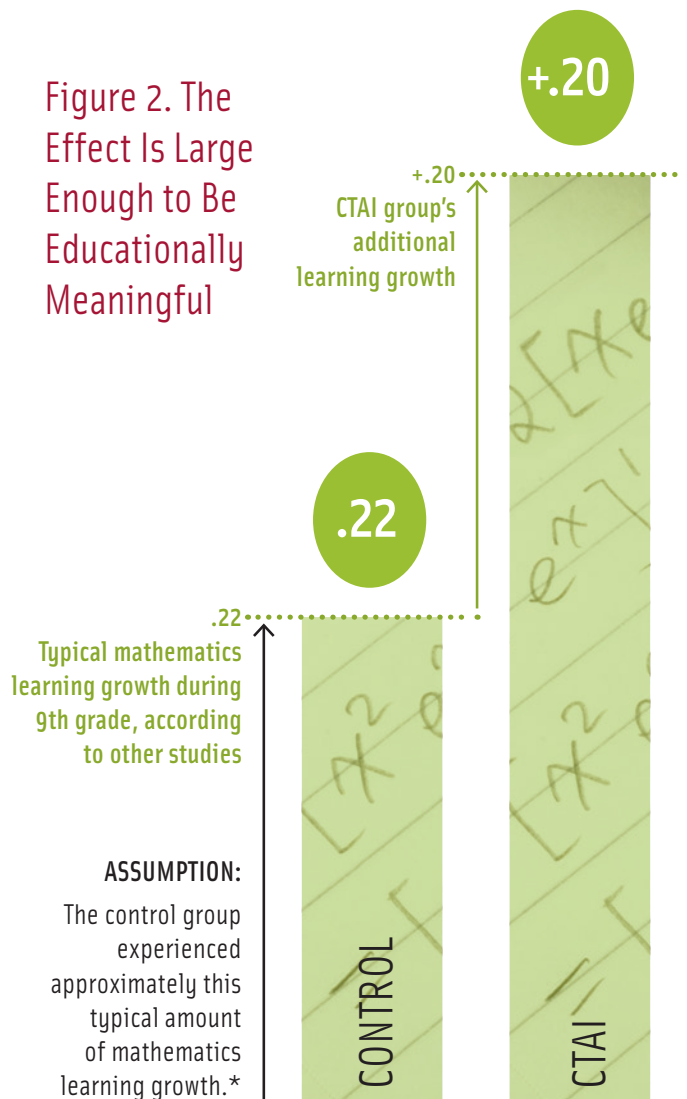 Figure 2. The
Effect Is Large
Enough to Be
Educationally
Meaningful
+.20
+.20
CTAI group's
additional
learning growth
.22
.22
Typical mathematics
learning growth during
9th grade, according
to other studies
ASSUMPTION:
The control group
experienced
approximately this
typical amount
of mathematics
learning growth.*
CONTROL
CTAI